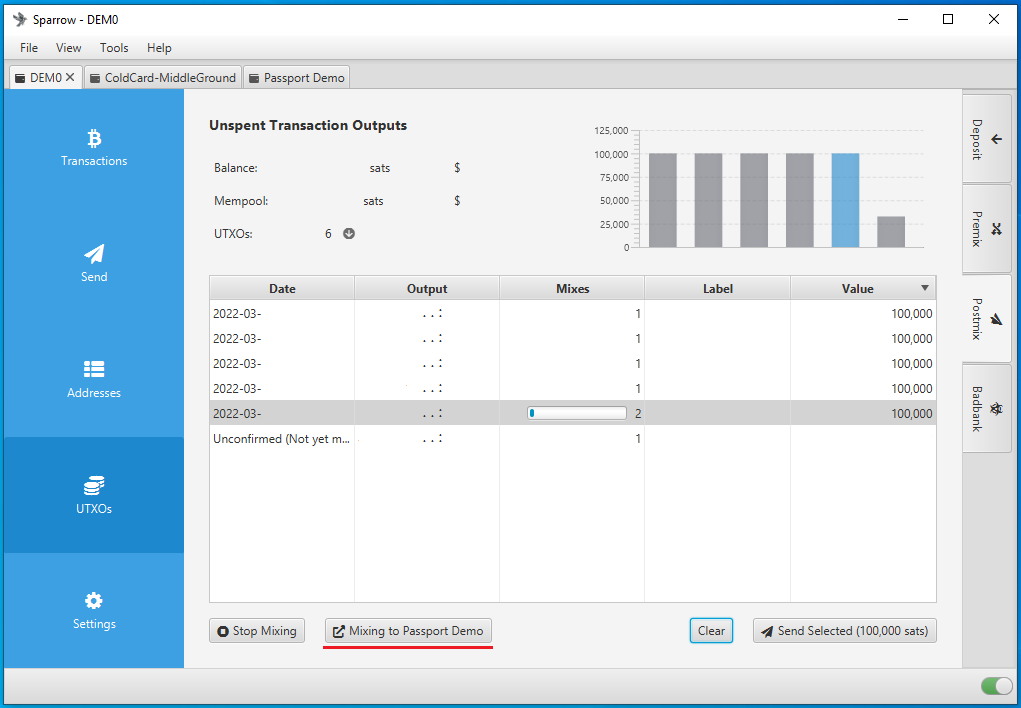 Sparrow - DEM0
File View Tools Help
DEM0 ColdCard-MiddleGround Passport Demo
Transactions
Send
Addresses
UTXOs
Settings
Unspent Transaction Outputs
Balance: sats $
Mempool: sats $
UTXOs: 6
125,000
100,000
75,000
50,000
25,000
0
Date Output Mixes Label Value
2022-03- . . : 1 100,000
2022-03- . . : 1 100,000
2022-03- . . : 1 100,000
2022-03- . . : 1 100,000
2022-03- . . : 2 100,000
Unconfirmed (Not yet m... . . : 1
Stop Mixing Mixing to Passport Demo Clear Send Selected (100,000 sats)
Deposit
Premix
Postmix
Badbank